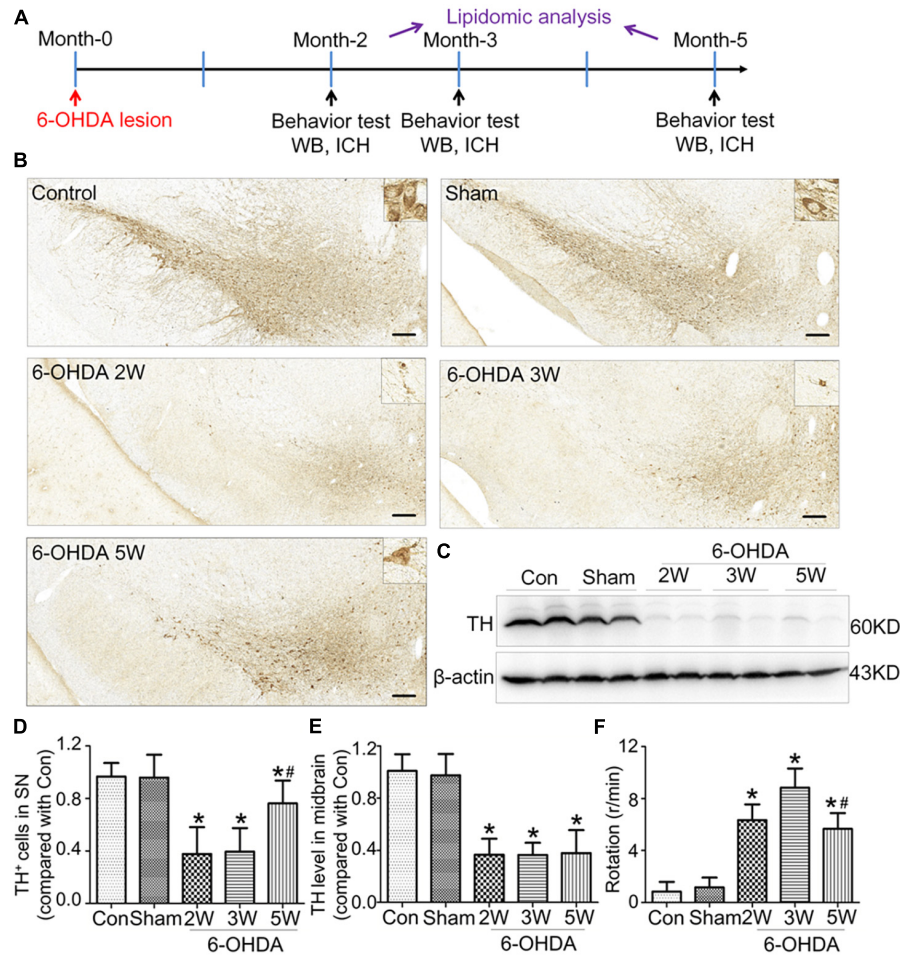 A
Lipidomic analysis
Month-0
Month-2
Month-3
Month-5
6-OHDA lesion
Behavior test
WB, ICH
Behavior test
WB, ICH
Behavior test
WB, ICH
B
Control
Sham
6-OHDA 2W
6-OHDA 3W
6-OHDA 5W
C
6-OHDA
Con Sham 2W 3W 5W
TH
60KD
β-actin
43KD
D
TH+ cells in SN
(compared with Con)
1.2
0.8
0.4
0.0
* * *#
Con Sham 2W 3W 5W
6-OHDA
E
TH level in midbrain
(compared with Con)
1.2
0.8
0.4
0.0
* * *
Con Sham 2W 3W 5W
6-OHDA
F
Rotation (r/min)
12
8
4
0
* * *#
Con Sham 2W 3W 5W
6-OHDA